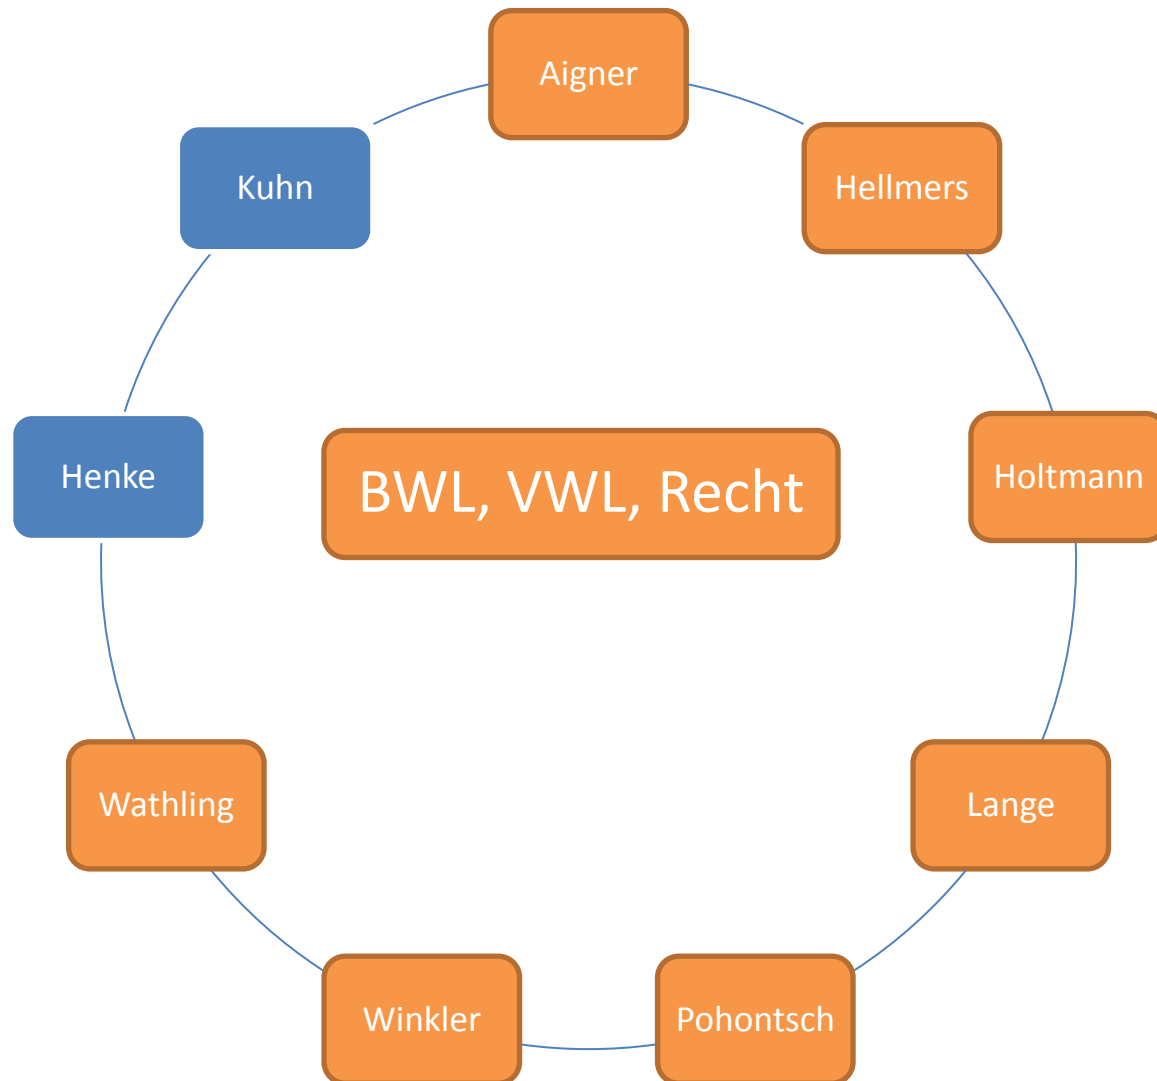 Aigner
Kuhn
Hellmers
Henke
BWL, VWL, Recht
Holtmann
Wathling
Lange
Winkler
Pohontsch